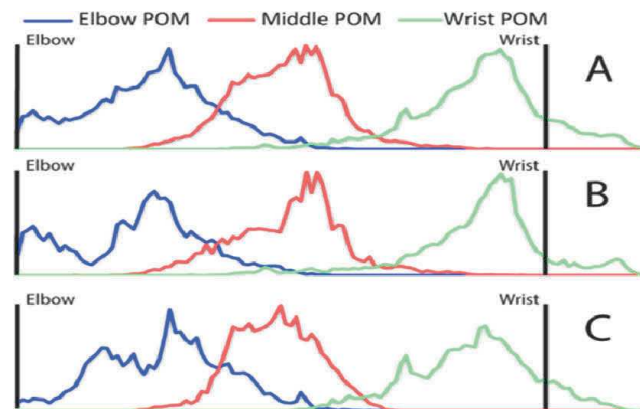 Elbow POM Middle POM Wrist POM
Elbow Wrist
A
Elbow Wrist
B
Elbow Wrist
C